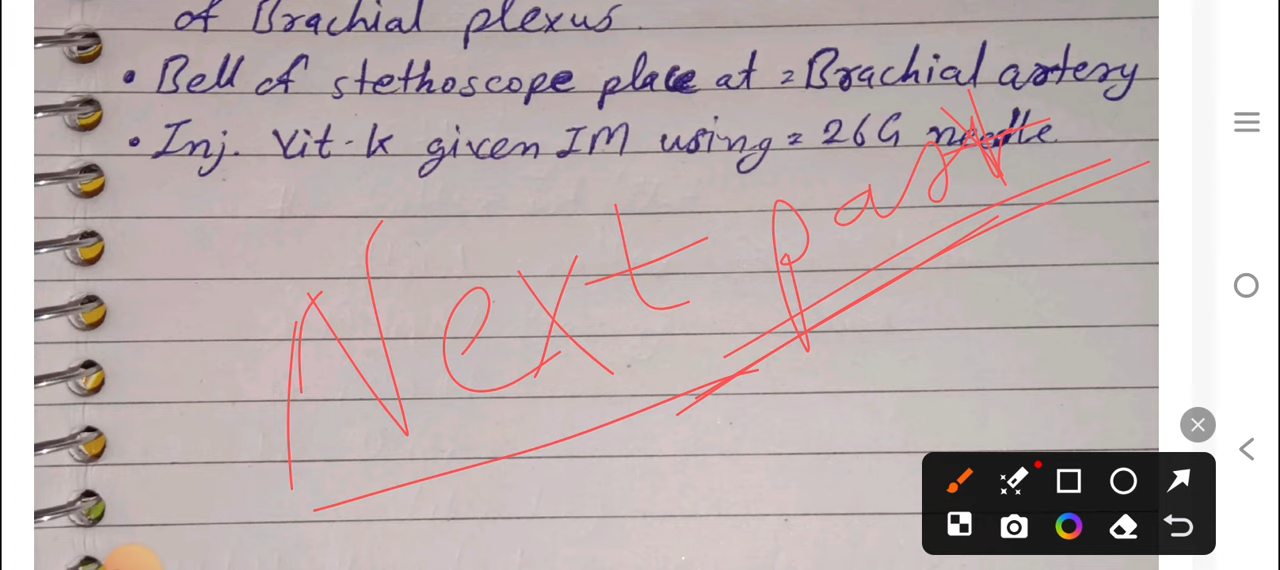 of Brachial plexus.
• Bell of stethoscope place at = Brachial artery
• Inj. Vit-k given IM using = 26G needle.
Next part